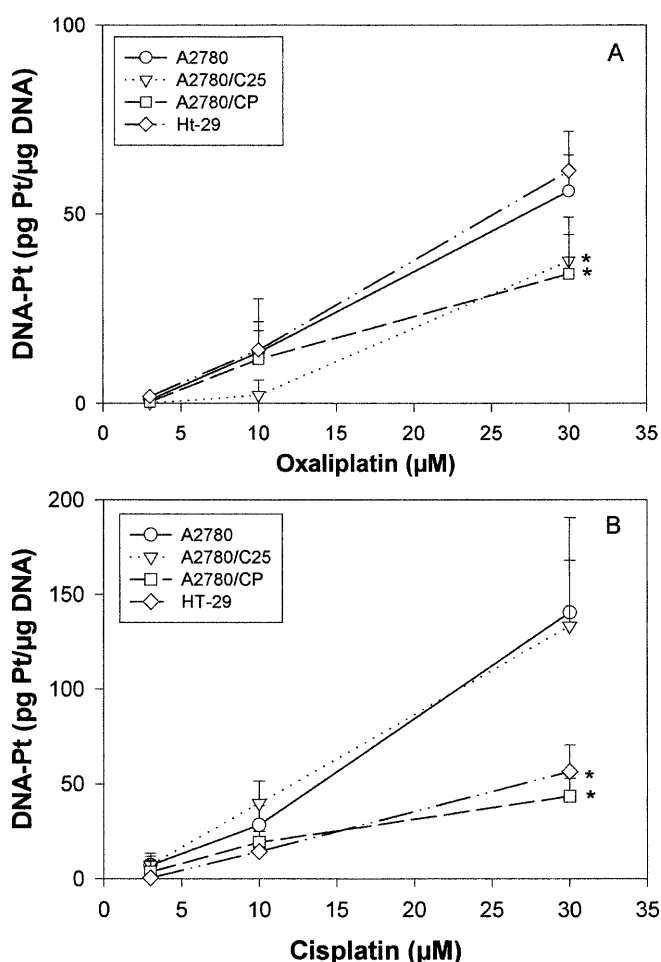 A
A2780
A2780/C25
A2780/CP
Ht-29
100
50
0
DNA-Pt (pg Pt/µg DNA)
*
*
0 5 10 15 20 25 30 35
Oxaliplatin (µM)
B
A2780
A2780/C25
A2780/CP
HT-29
200
150
100
50
0
DNA-Pt (pg Pt/µg DNA)
*
*
0 5 10 15 20 25 30 35
Cisplatin (µM)